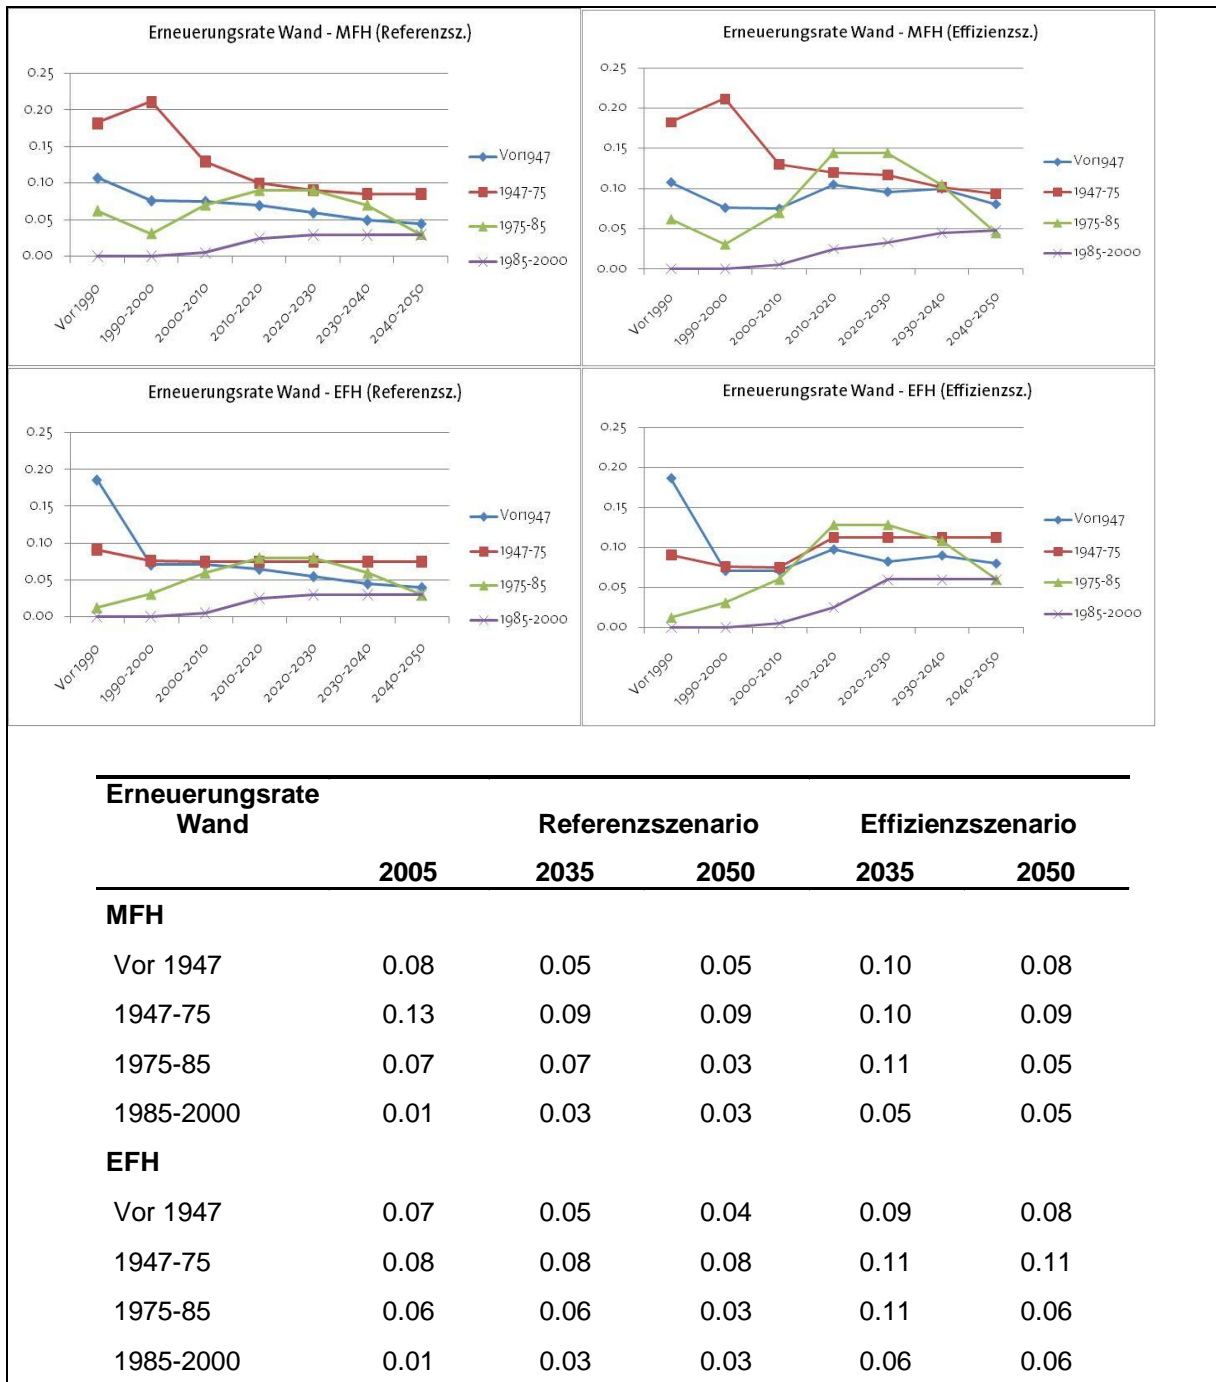 Erneuerungsrate Wand - MFH (Referenzsz.)
0.25
0.20
0.15
0.10
0.05
0.00
Vor1990
1990-2000
2000-2010
2010-2020
2020-2030
2030-2040
2040-2050
Vor1947
1947-75
1975-85
1985-2000
Erneuerungsrate Wand - MFH (Effizienzsz.)
0.25
0.20
0.15
0.10
0.05
0.00
Vor1990
1990-2000
2000-2010
2010-2020
2020-2030
2030-2040
2040-2050
Vor1947
1947-75
1975-85
1985-2000
Erneuerungsrate Wand - EFH (Referenzsz.)
0.25
0.20
0.15
0.10
0.05
0.00
Vor1990
1990-2000
2000-2010
2010-2020
2020-2030
2030-2040
2040-2050
Vor1947
1947-75
1975-85
1985-2000
Erneuerungsrate Wand - EFH (Effizienzsz.)
0.25
0.20
0.15
0.10
0.05
0.00
Vor1990
1990-2000
2000-2010
2010-2020
2020-2030
2030-2040
2040-2050
Vor1947
1947-75
1975-85
1985-2000
Erneuerungsrate
Wand Referenzszenario Effizienzszenario
2005 2035 2050 2035 2050
MFH
Vor 1947 0.08 0.05 0.05 0.10 0.08
1947-75 0.13 0.09 0.09 0.10 0.09
1975-85 0.07 0.07 0.03 0.11 0.05
1985-2000 0.01 0.03 0.03 0.05 0.05
EFH
Vor 1947 0.07 0.05 0.04 0.09 0.08
1947-75 0.08 0.08 0.08 0.11 0.11
1975-85 0.06 0.06 0.03 0.11 0.06
1985-2000 0.01 0.03 0.03 0.06 0.06